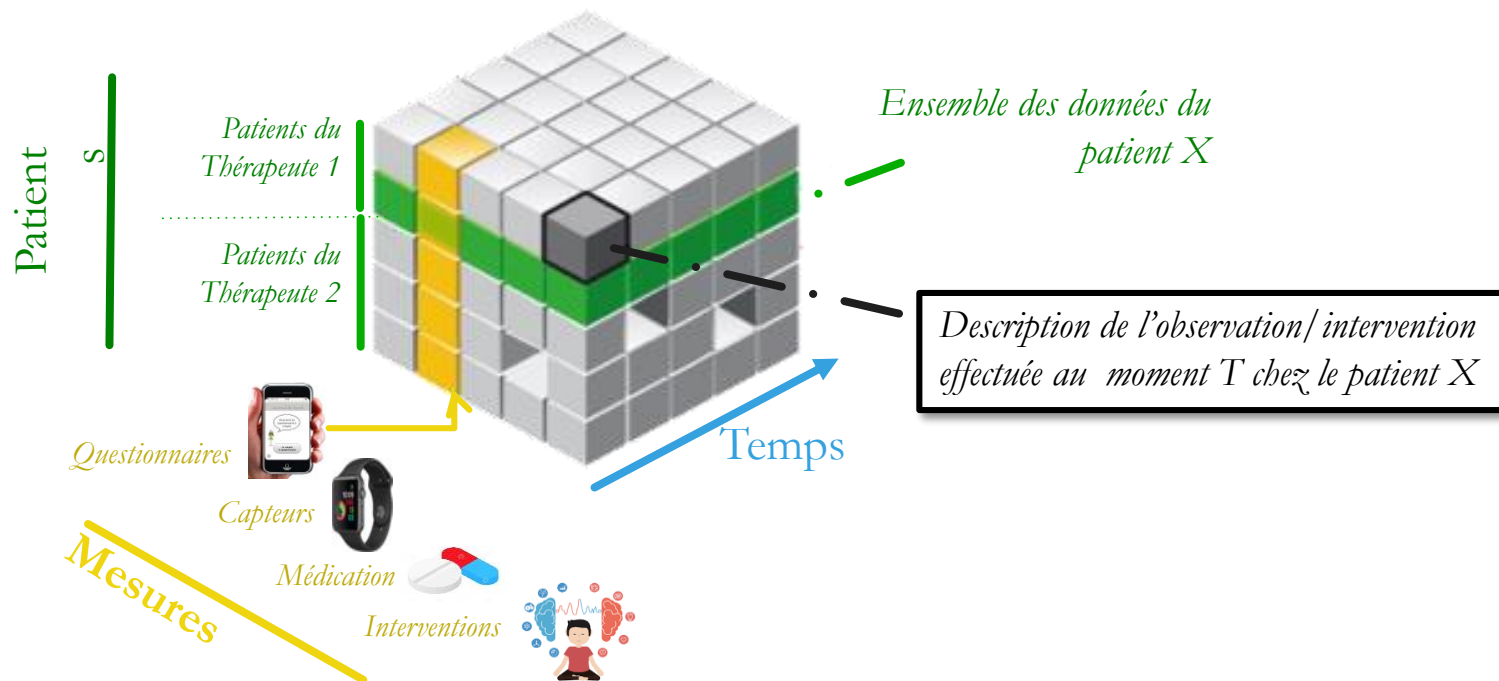 Patient
s
Patients du
Thérapeute 1
Patients du
Thérapeute 2
Ensemble des données du
patient X
Description de l'observation/intervention
effectuée au moment T chez le patient X
Temps
Questionnaires
Capteurs
Médication
Interventions
Mesures